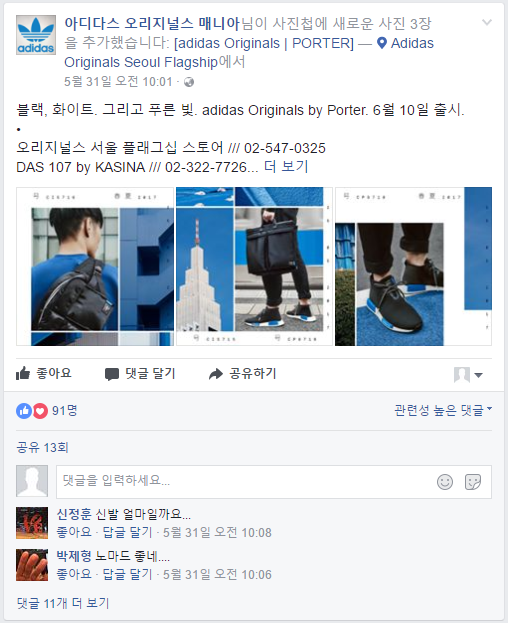 adidas
아디다스 오리지널스 매니아님이 사진첩에 새로운 사진 3장
을 추가했습니다: [adidas Originals | PORTER] — Adidas
Originals Seoul Flagship에서
5월 31일 오전 10:01 ·
블랙, 화이트. 그리고 푸른 빛. adidas Originals by Porter. 6월 10일 출시.
•
오리지널스 서울 플래그십 스토어 /// 02-547-0325
DAS 107 by KASINA /// 02-322-7726... 더 보기
좋아요 댓글 달기 공유하기
91명 관련성 높은 댓글
공유 13회
댓글을 입력하세요...
신정훈 신발 얼마일까요...
좋아요 · 답글 달기 · 5월 31일 오전 10:08
박제형 노마드 좋네....
좋아요 · 답글 달기 · 5월 31일 오전 10:06
댓글 11개 더 보기